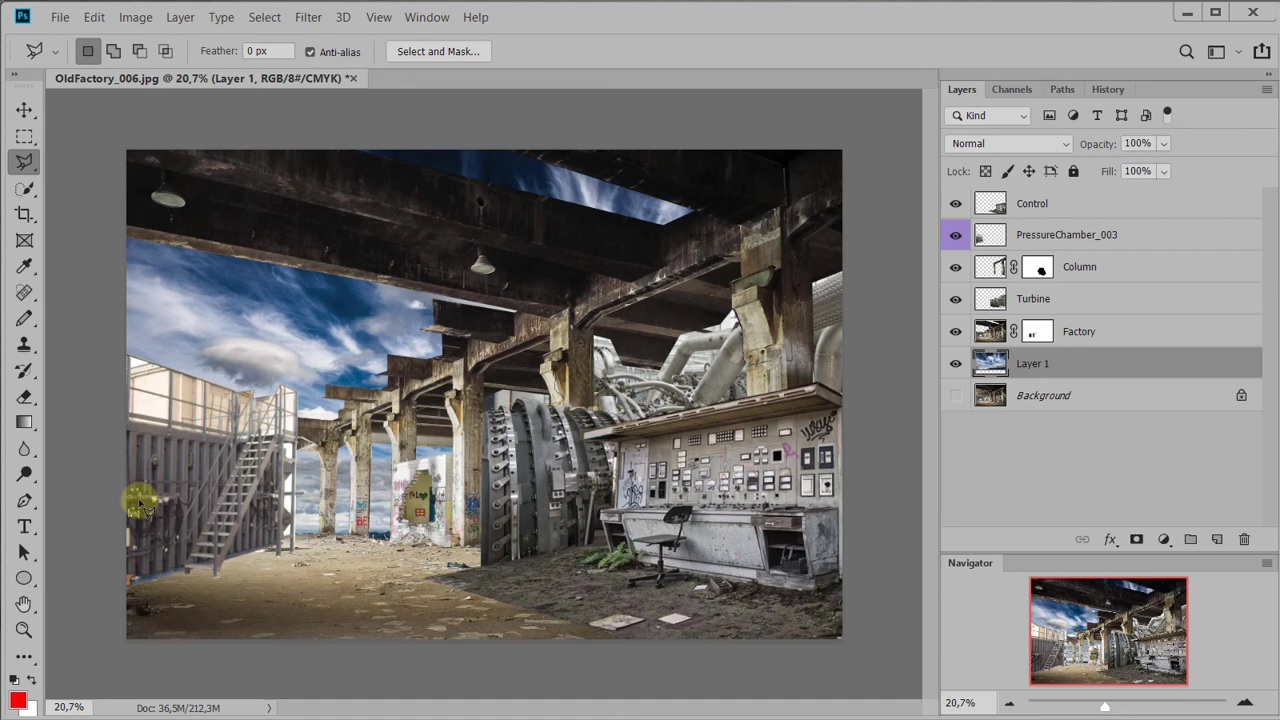 Ps File Edit Image Layer Type Select Filter 3D View Window Help
Feather: 0 px Anti-alias Select and Mask...
OldFactory_006.jpg @ 20,7% (Layer 1, RGB/8#/CMYK) *
Layers Channels Paths History
Kind
Normal Opacity: 100%
Lock: Fill: 100%
Control
PressureChamber_003
Column
Turbine
Factory
Layer 1
Background
fx
Navigator
20,7%
20,7% Doc: 36,5M/212,3M